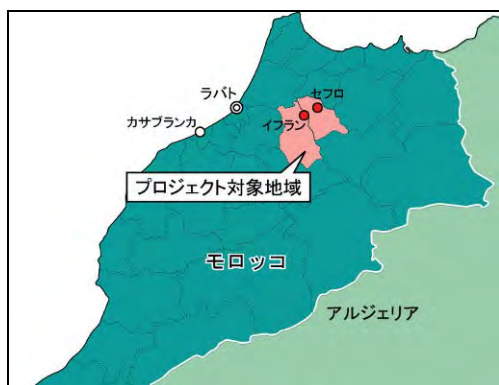 ラバト
セフロ
カサブランカ
イフラン
プロジェクト対象地域
モロッコ
アルジェリア